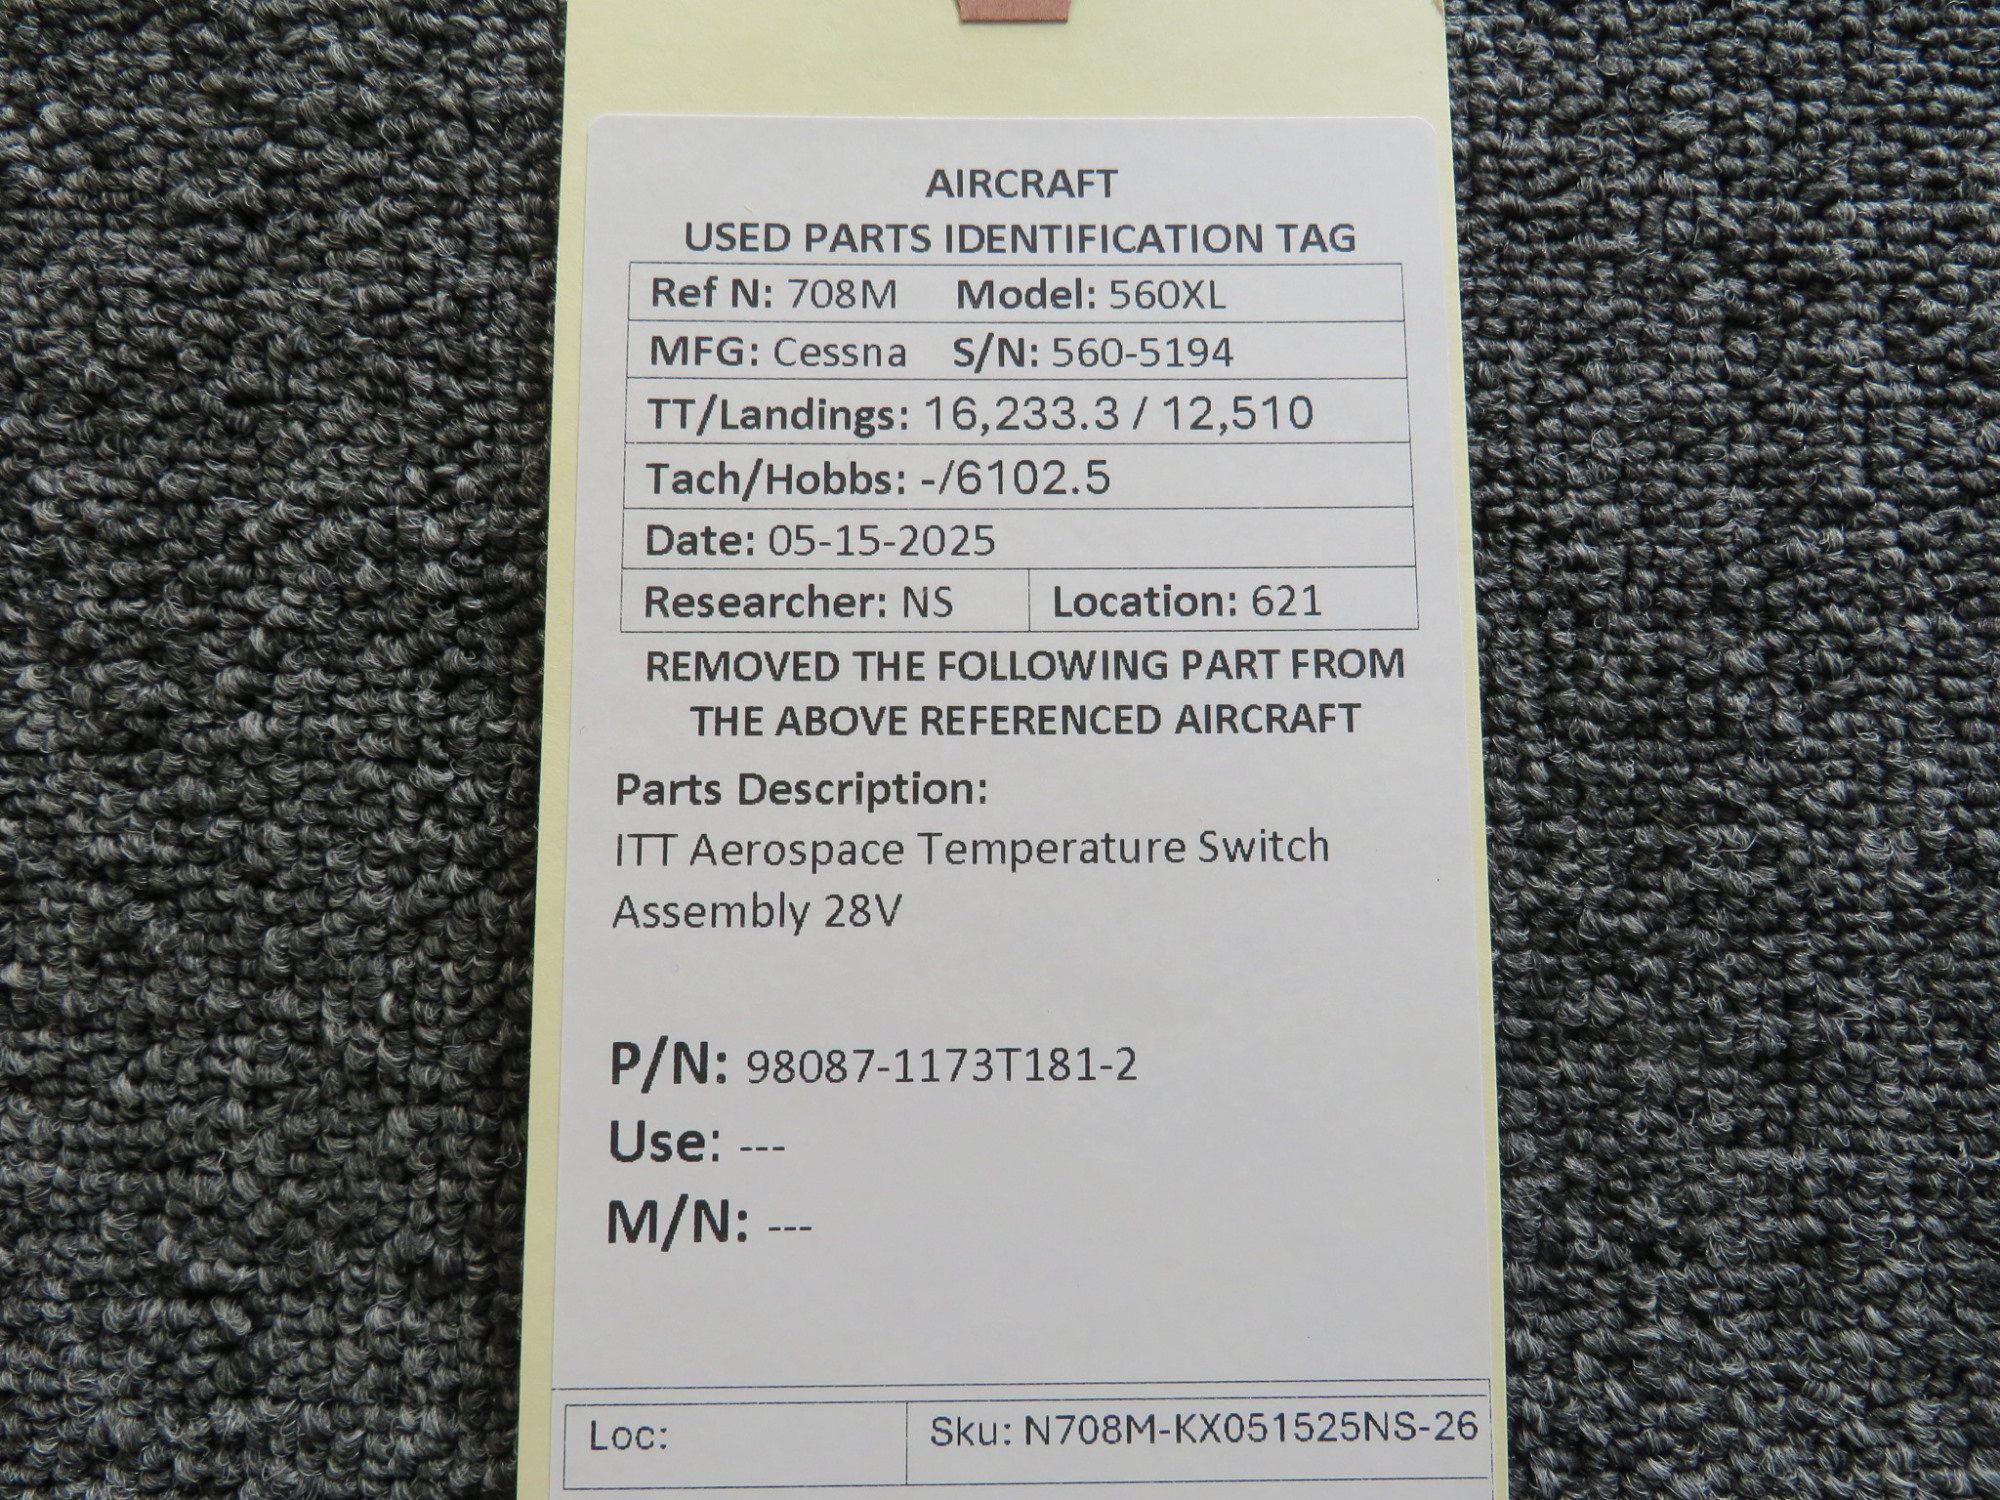 AIRCRAFT
USED PARTS IDENTIFICATION TAG
Ref N: 708M Model: 560XL
MFG: Cessna S/N: 560-5194
TT/Landings: 16,233.3 / 12,510
Tach/Hobbs: -/6102.5
Date: 05-15-2025
Researcher: NS Location: 621
REMOVED THE FOLLOWING PART FROM
THE ABOVE REFERENCED AIRCRAFT
Parts Description:
ITT Aerospace Temperature Switch
Assembly 28V
P/N: 98087-1173T181-2
Use: ---
M/N: ---
Loc: Sku: N708M-KX051525NS-26